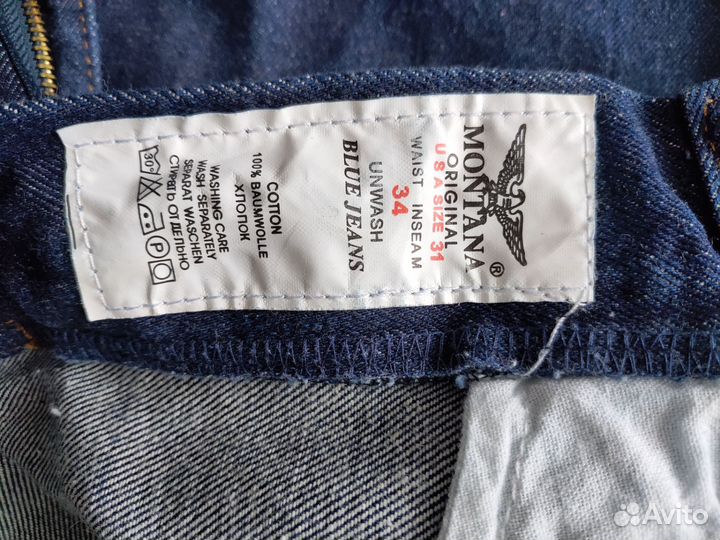 ®
MONTANA
ORIGINAL
USA SIZE 31
WAIST INSEAM
34
UNWASH
BLUE JEANS
COTTON
100% BAUMWOLLE
ХЛОПОК
WASHING CARE
WASH - SEPARATELY
SEPARAT WASCHEN
СТИРАТЬ ОТДЕЛЬНО
30° P
Avito